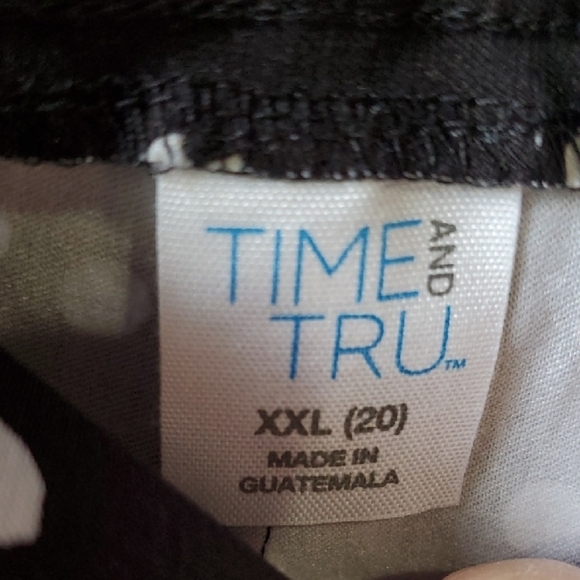 TIME AND
TRU™
XXL (20)
MADE IN
GUATEMALA